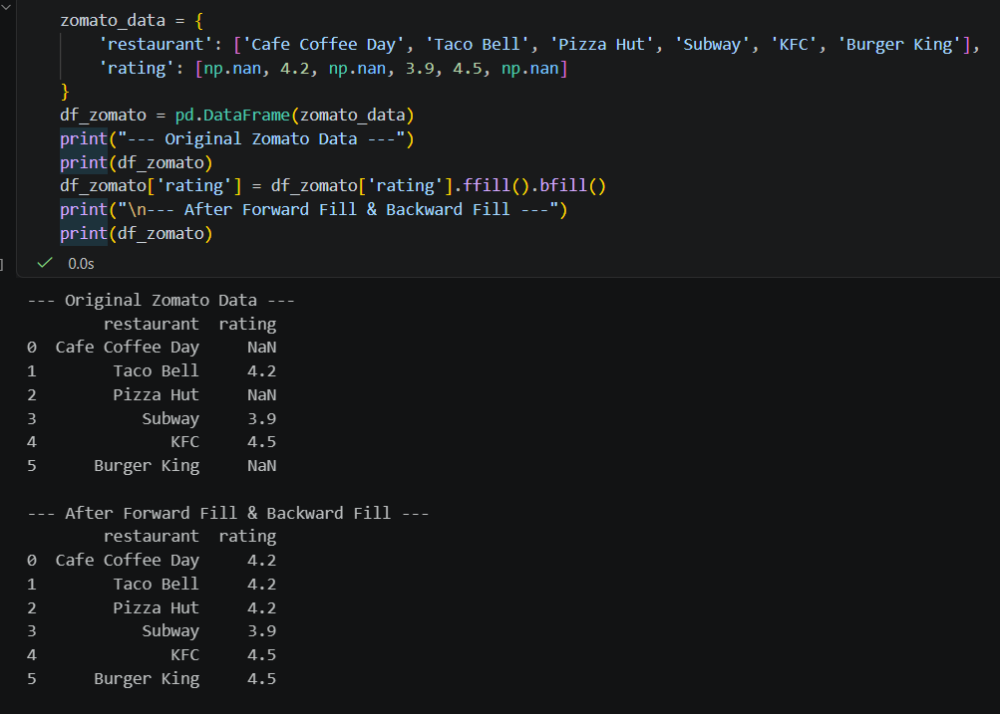 zomato_data = {
    'restaurant': ['Cafe Coffee Day', 'Taco Bell', 'Pizza Hut', 'Subway', 'KFC', 'Burger King'],
    'rating': [np.nan, 4.2, np.nan, 3.9, 4.5, np.nan]
}
df_zomato = pd.DataFrame(zomato_data)
print("--- Original Zomato Data ---")
print(df_zomato)
df_zomato['rating'] = df_zomato['rating'].ffill().bfill()
print("\n--- After Forward Fill & Backward Fill ---")
print(df_zomato)
] 0.0s
--- Original Zomato Data ---
        restaurant  rating
0  Cafe Coffee Day     NaN
1        Taco Bell     4.2
2        Pizza Hut     NaN
3           Subway     3.9
4              KFC     4.5
5      Burger King     NaN

--- After Forward Fill & Backward Fill ---
        restaurant  rating
0  Cafe Coffee Day     4.2
1        Taco Bell     4.2
2        Pizza Hut     4.2
3           Subway     3.9
4              KFC     4.5
5      Burger King     4.5